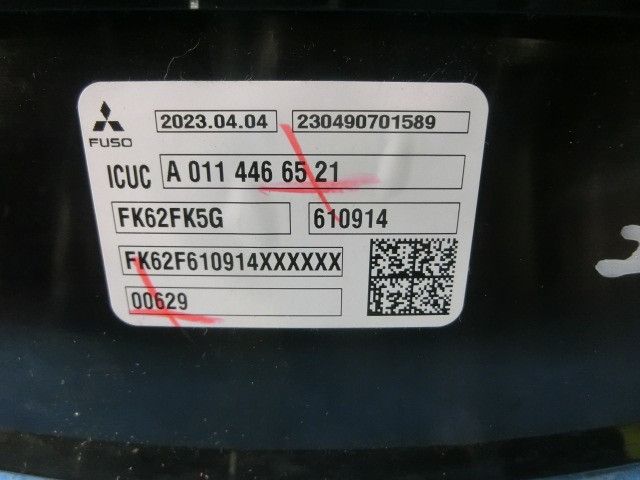 2023.04.04 230490701589
FUSO
ICUC A 011 446 65 21
FK62FK5G 610914
FK62F610914XXXXXX
00629